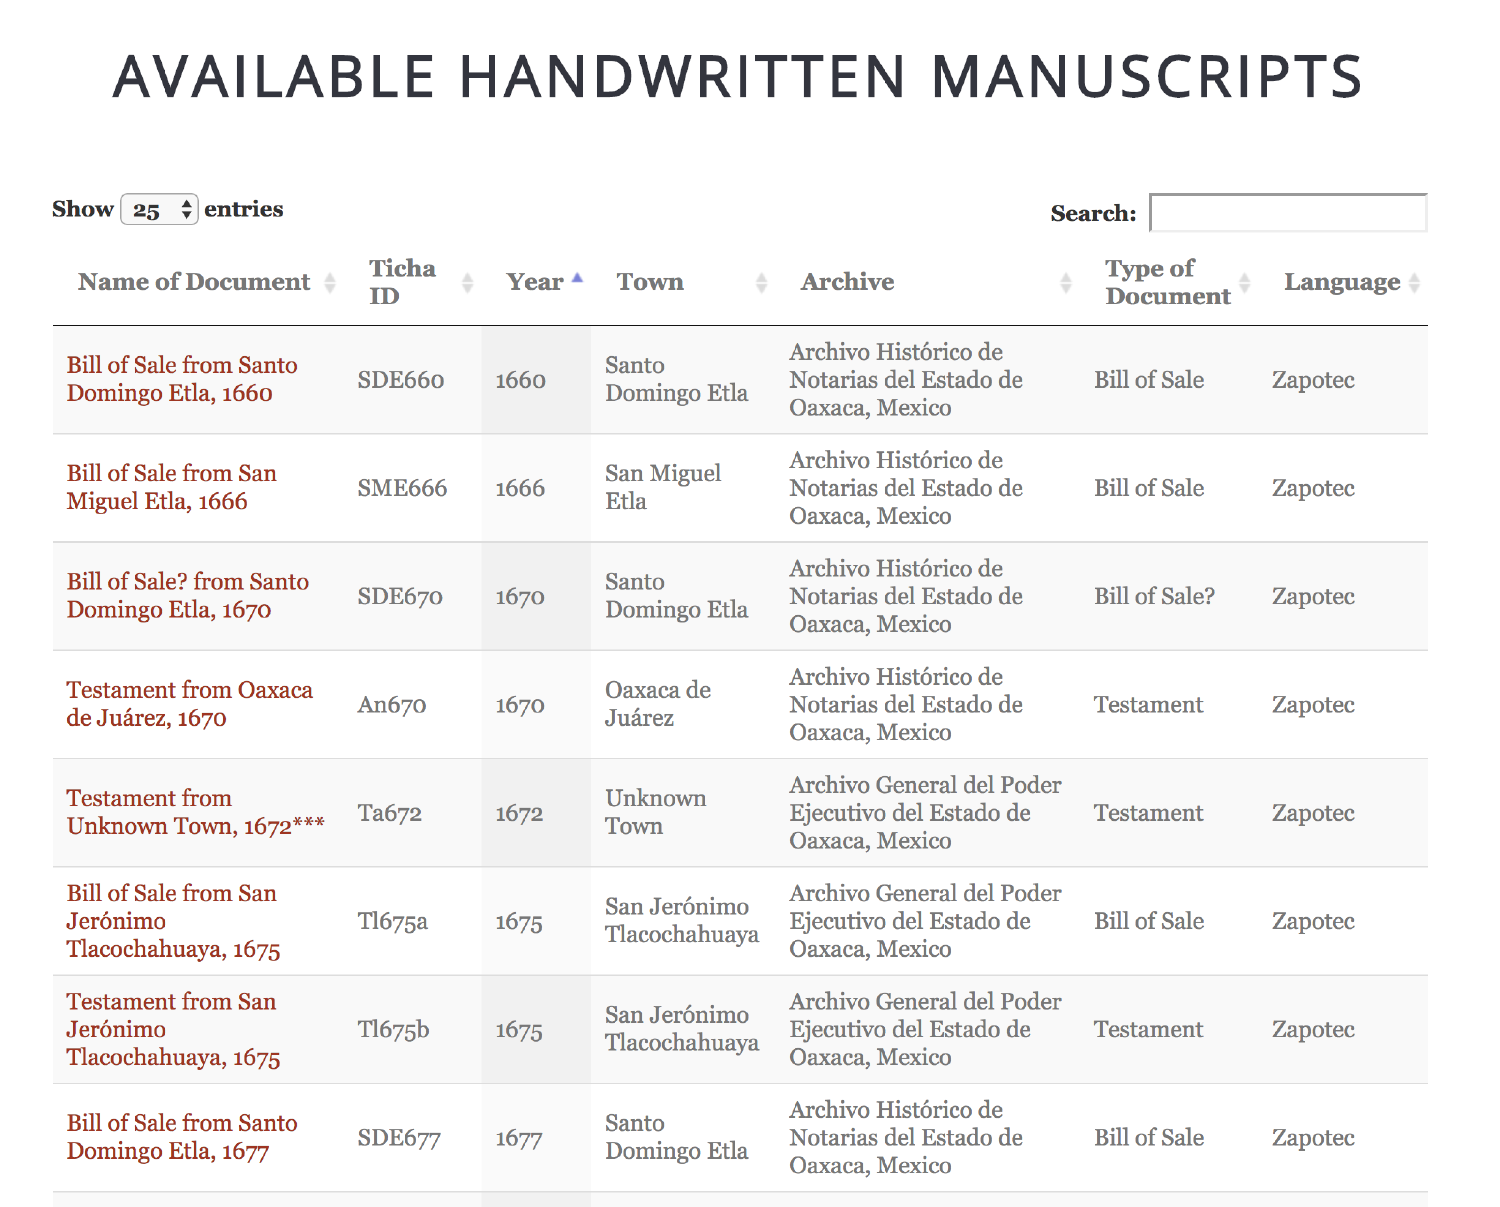 AVAILABLE HANDWRITTEN MANUSCRIPTS
Show 25 entries
Search:
Name of Document
Ticha
ID
Year
Town
Archive
Type of
Document
Language
Bill of Sale from Santo
Domingo Etla, 1660
SDE660
1660
Santo
Domingo Etla
Archivo Histórico de
Notarias del Estado de
Oaxaca, Mexico
Bill of Sale
Zapotec
Bill of Sale from San
Miguel Etla, 1666
SME666
1666
San Miguel
Etla
Archivo Histórico de
Notarias del Estado de
Oaxaca, Mexico
Bill of Sale
Zapotec
Bill of Sale? from Santo
Domingo Etla, 1670
SDE670
1670
Santo
Domingo Etla
Archivo Histórico de
Notarias del Estado de
Oaxaca, Mexico
Bill of Sale?
Zapotec
Testament from Oaxaca
de Juárez, 1670
An670
1670
Oaxaca de
Juárez
Archivo Histórico de
Notarias del Estado de
Oaxaca, Mexico
Testament
Zapotec
Testament from
Unknown Town, 1672***
Ta672
1672
Unknown
Town
Archivo General del Poder
Ejecutivo del Estado de
Oaxaca, Mexico
Testament
Zapotec
Bill of Sale from San
Jerónimo
Tlacochahuaya, 1675
Tl675a
1675
San Jerónimo
Tlacochahuaya
Archivo General del Poder
Ejecutivo del Estado de
Oaxaca, Mexico
Bill of Sale
Zapotec
Testament from San
Jerónimo
Tlacochahuaya, 1675
Tl675b
1675
San Jerónimo
Tlacochahuaya
Archivo General del Poder
Ejecutivo del Estado de
Oaxaca, Mexico
Testament
Zapotec
Bill of Sale from Santo
Domingo Etla, 1677
SDE677
1677
Santo
Domingo Etla
Archivo Histórico de
Notarias del Estado de
Oaxaca, Mexico
Bill of Sale
Zapotec